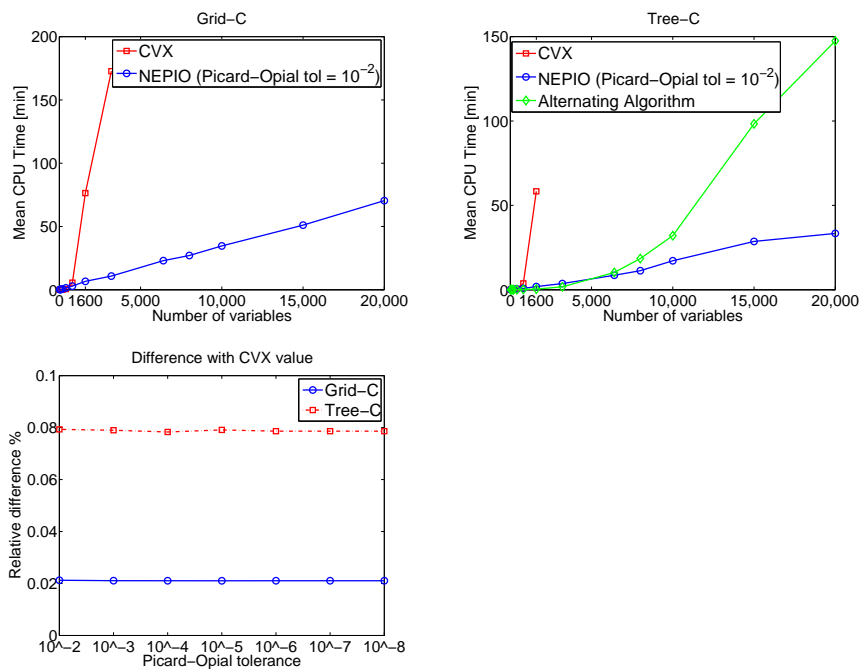 Grid-C
200
150
100
50
0
Mean CPU Time [min]
CVX
NEPIO (Picard-Opial tol = 10^-2)
0 1600 5,000 10,000 15,000 20,000
Number of variables
Tree-C
150
100
50
0
Mean CPU Time [min]
CVX
NEPIO (Picard-Opial tol = 10^-2)
Alternating Algorithm
0 1600 5,000 10,000 15,000 20,000
Number of variables
Difference with CVX value
0.1
0.08
0.06
0.04
0.02
0
Relative difference %
Grid-C
Tree-C
10^-2 10^-3 10^-4 10^-5 10^-6 10^-7 10^-8
Picard-Opial tolerance